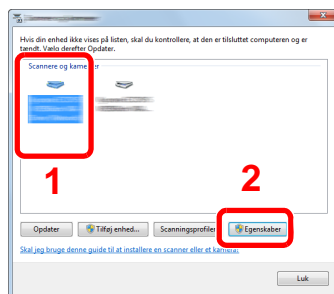 Hvis din enhed ikke vises på listen, skal du kontrollere, at den er tilsluttet computeren og er
tændt. Vælg derefter Opdater.
Scannere og kameraer
1
2
Opdater
Tilføj enhed...
Scanningsprofiler
Egenskaber
Skal jeg bruge denne guide til at installere en scanner eller et kamera?
Luk